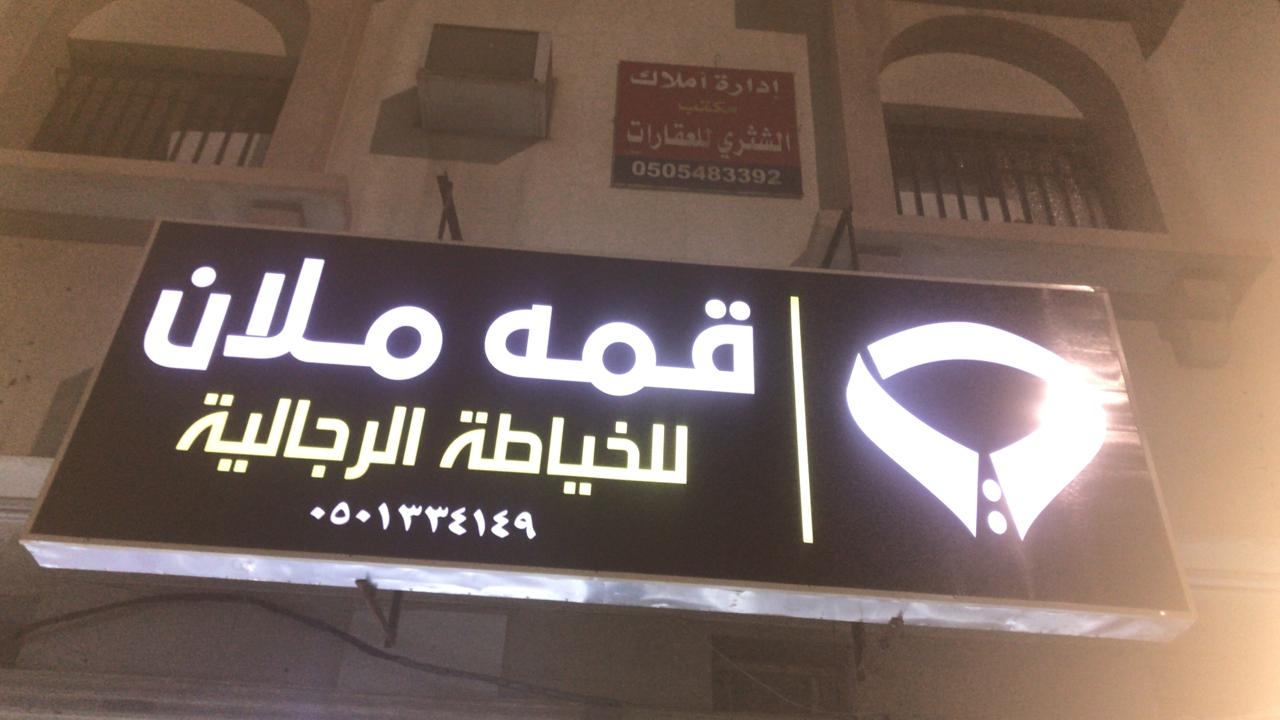 إدارة أملاك
مكتب
الشثري للعقارات
0505483392
قمه ملان
للخياطة الرجالية
٠٥٠١٣٣٤١٤٩